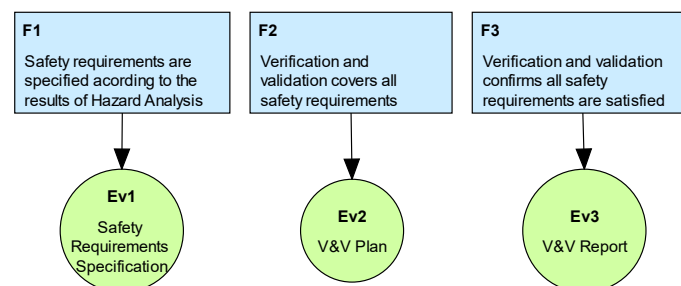 F1
Safety requirements are
specified acording to the
results of Hazard Analysis
F2
Verification and
validation covers all
safety requirements
F3
Verification and validation
confirms all safety
requirements are satisfied
Ev1
Safety
Requirements
Specification
Ev2
V&V Plan
Ev3
V&V Report